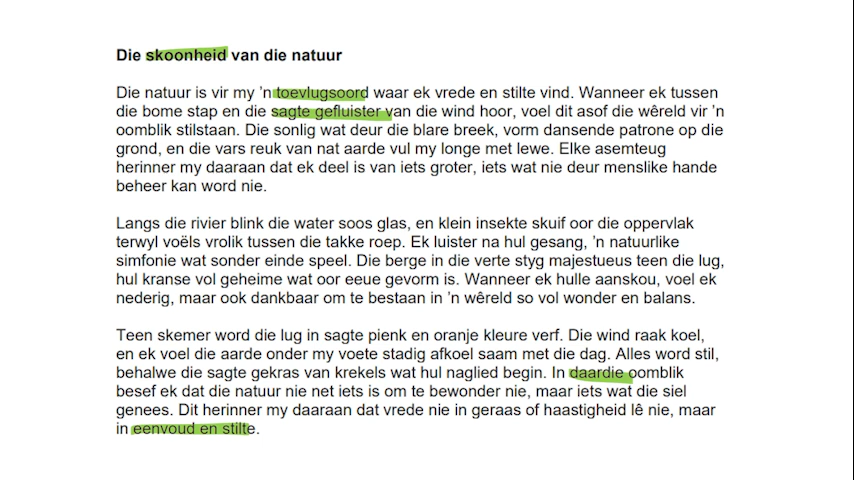 Die skoonheid van die natuur
Die natuur is vir my ’n toevlugsoord waar ek vrede en stilte vind. Wanneer ek tussen
die bome stap en die sagte gefluister van die wind hoor, voel dit asof die wêreld vir ’n
oomblik stilstaan. Die sonlig wat deur die blare breek, vorm dansende patrone op die
grond, en die vars reuk van nat aarde vul my longe met lewe. Elke asemteug
herinner my daaraan dat ek deel is van iets groter, iets wat nie deur menslike hande
beheer kan word nie.
Langs die rivier blink die water soos glas, en klein insekte skuif oor die oppervlak
terwyl voëls vrolik tussen die takke roep. Ek luister na hul gesang, ’n natuurlike
simfonie wat sonder einde speel. Die berge in die verte styg majestueus teen die lug,
hul kranse vol geheime wat oor eeue gevorm is. Wanneer ek hulle aanskou, voel ek
nederig, maar ook dankbaar om te bestaan in ’n wêreld so vol wonder en balans.
Teen skemer word die lug in sagte pienk en oranje kleure verf. Die wind raak koel,
en ek voel die aarde onder my voete stadig afkoel saam met die dag. Alles word stil,
behalwe die sagte gekras van krekels wat hul naglied begin. In daardie oomblik
besef ek dat die natuur nie net iets is om te bewonder nie, maar iets wat die siel
genees. Dit herinner my daaraan dat vrede nie in geraas of haastigheid lê nie, maar
in eenvoud en stilte.